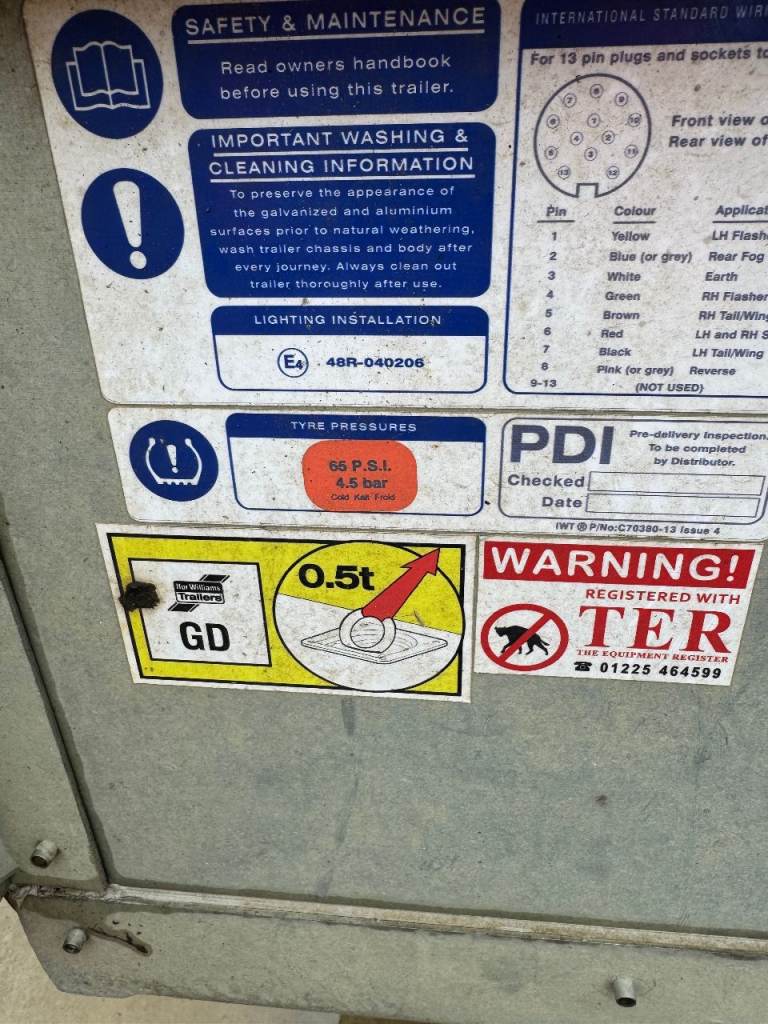 SAFETY & MAINTENANCE
Read owners handbook
before using this trailer.
IMPORTANT WASHING &
CLEANING INFORMATION
To preserve the appearance of
the galvanized and aluminium
surfaces prior to natural weathering,
wash trailer chassis and body after
every journey. Always clean out
trailer thoroughly after use.
LIGHTING INSTALLATION
E4 48R-040206
INTERNATIONAL STANDARD WIRI
For 13 pin plugs and sockets to
Front view o
Rear view of
Pin Colour Applicat
1 Yellow LH Flash
2 Blue (or grey) Rear Fog
3 White Earth
4 Green RH Flasher
5 Brown RH Tail/Wing
6 Red LH and RH S
7 Black LH Tail/Wing
8 Pink (or grey) Reverse
9-13 (NOT USED)
TYRE PRESSURES
65 P.S.I.
4.5 bar
Cold Kalt Froid
PDI
Pre-delivery Inspection.
To be completed
by Distributor.
Checked
Date
IWT ® P/No:C70390-13 Issue 4
Ifor Williams
Trailers
GD
0.5t
WARNING!
REGISTERED WITH
TER
THE EQUIPMENT REGISTER
☎ 01225 464599